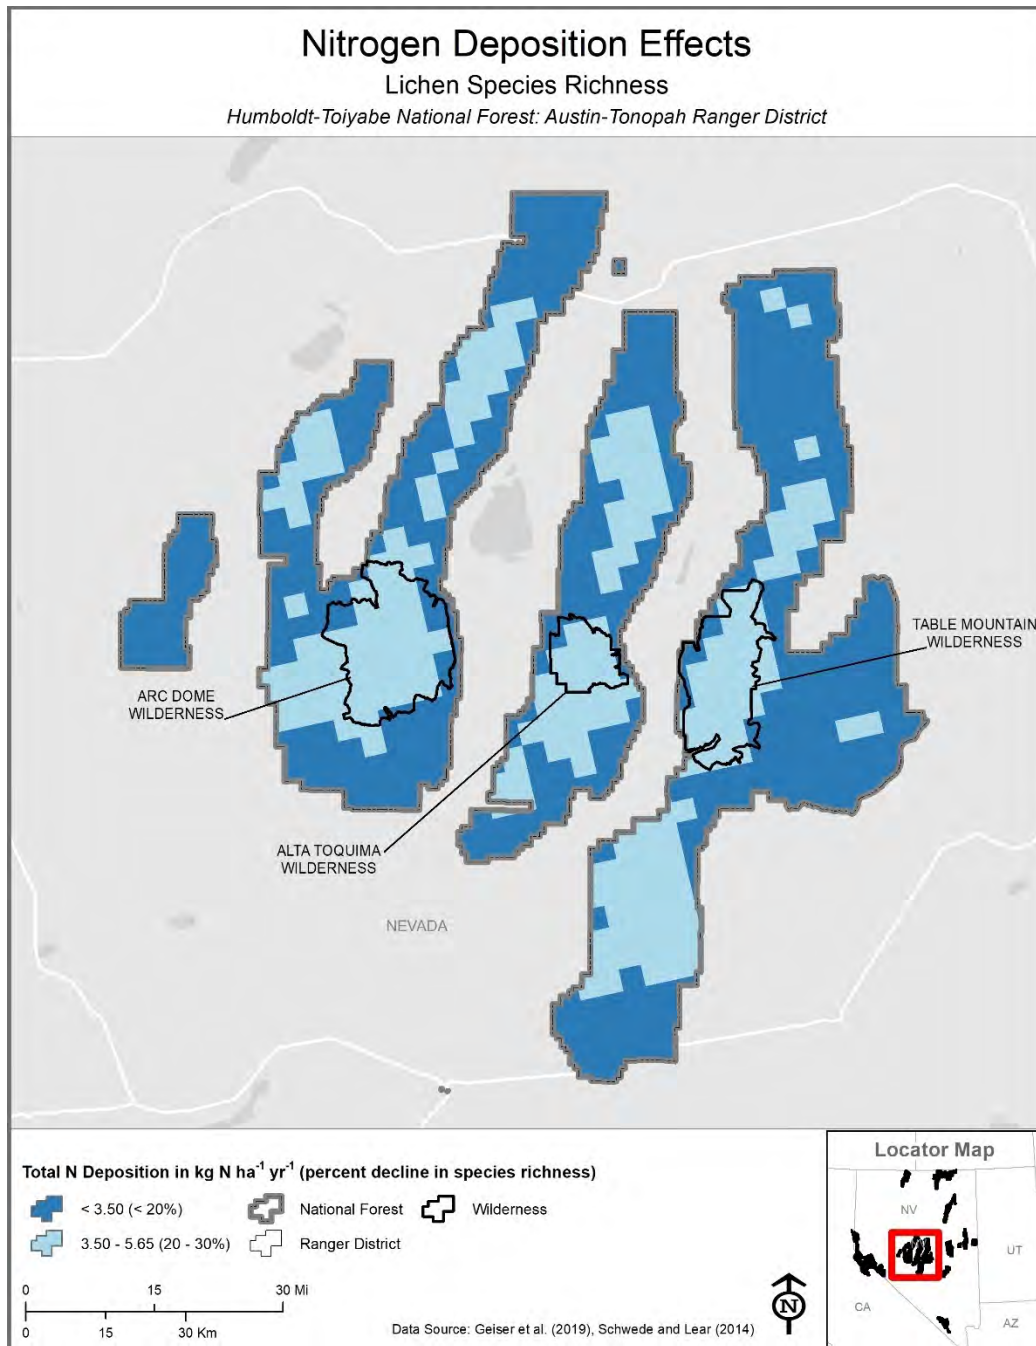 Nitrogen Deposition Effects
Lichen Species Richness
Humboldt-Toiyabe National Forest: Austin-Tonopah Ranger District
TABLE MOUNTAIN
WILDERNESS
ARC DOME
WILDERNESS
ALTA TOQUIMA
WILDERNESS
NEVADA
Total N Deposition in kg N ha⁻¹ yr⁻¹ (percent decline in species richness)
< 3.50 (< 20%)
National Forest
Wilderness
3.50 - 5.65 (20 - 30%)
Ranger District
0 15 30 Mi
0 15 30 Km
N
Data Source: Geiser et al. (2019), Schwede and Lear (2014)
Locator Map
NV
UT
CA
AZ